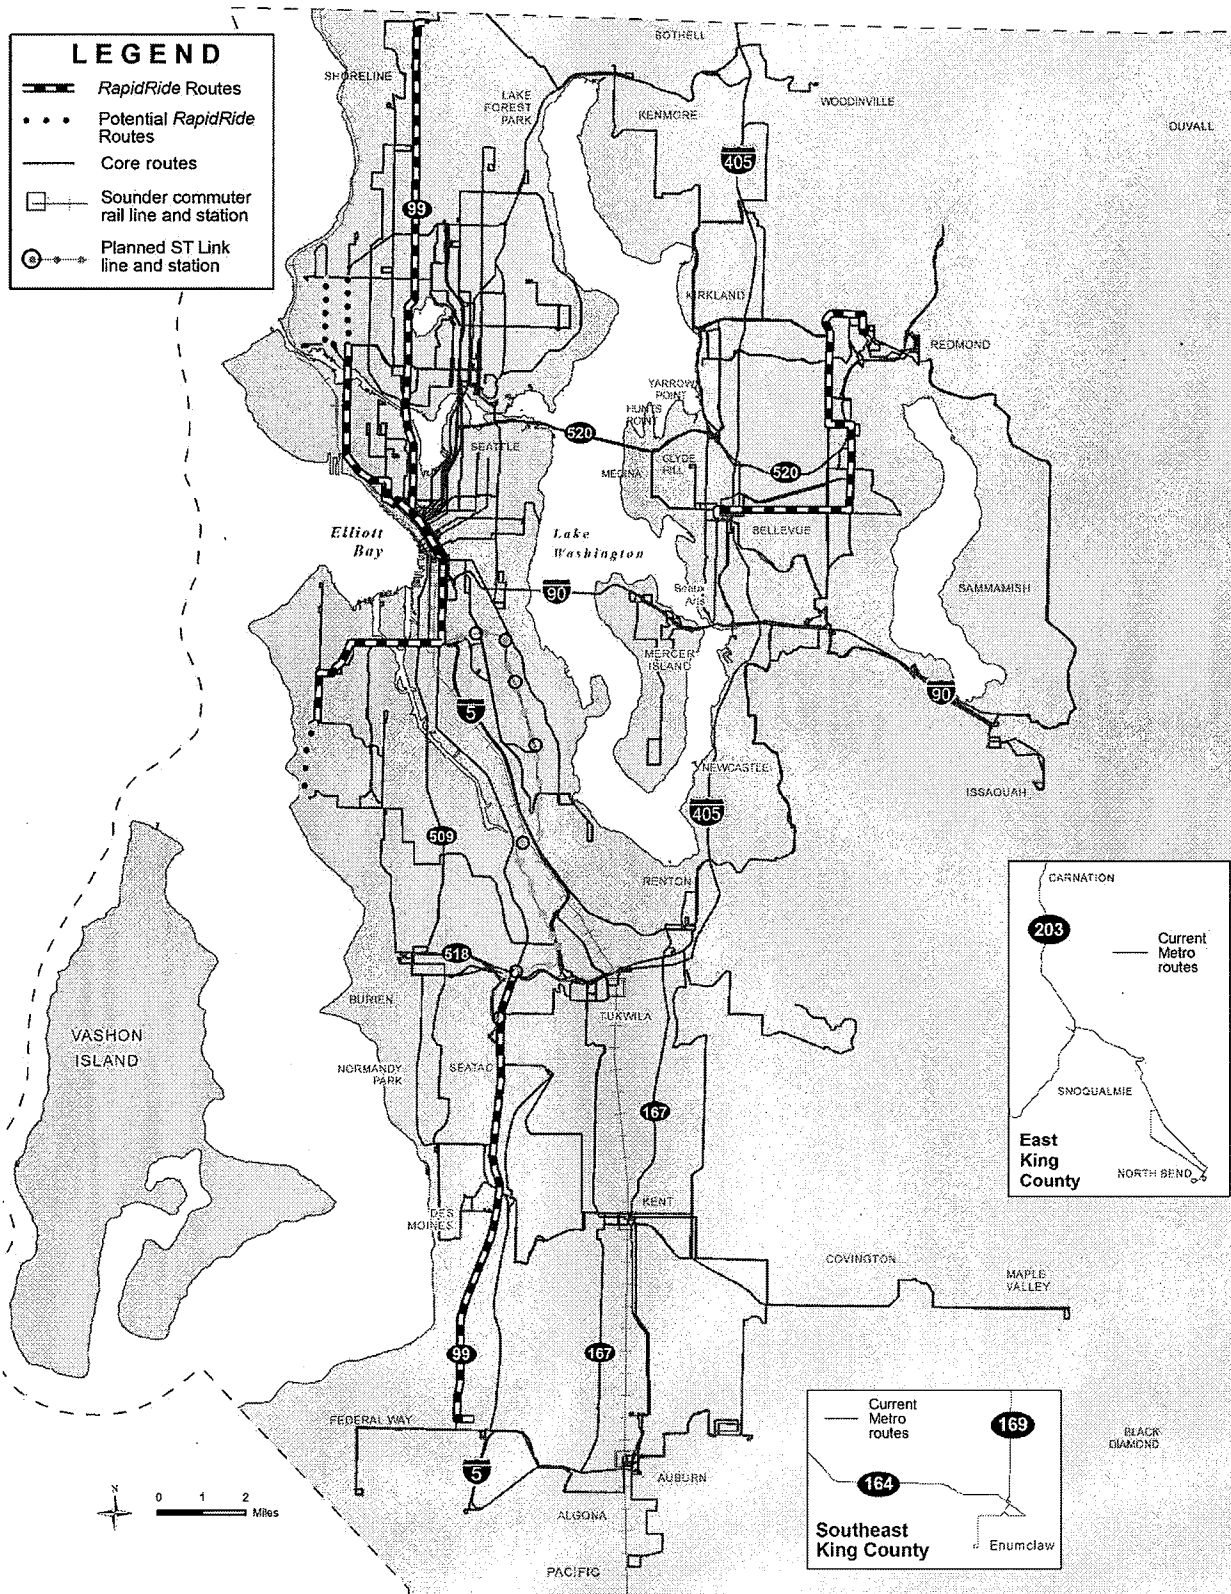 LEGEND
RapidRide Routes
Potential RapidRide
Routes
Core routes
Sounder commuter
rail line and station
Planned ST Link
line and station
BOTHELL
SHORELINE
LAKE
FOREST
PARK
KENMORE
WOODINVILLE
DUVALL
405
99
KIRKLAND
REDMOND
YARROW
POINT
HUNTS
POINT
520
SEATTLE
MEDINA
CLYDE
HILL
520
BELLEVUE
Elliott
Bay
Lake
Washington
90
Beaux
Arts
SAMMAMISH
MERCER
ISLAND
90
5
NEWCASTLE
ISSAQUAH
405
509
RENTON
CARNATION
203
Current
Metro
routes
SNOQUALMIE
NORTH BEND
East
King
County
518
BURIEN
TUKWILA
VASHON
ISLAND
NORMANDY
PARK
SEATAC
167
KENT
DES
MOINES
COVINGTON
MAPLE
VALLEY
99
167
FEDERAL WAY
5
AUBURN
ALGONA
PACIFIC
BLACK
DIAMOND
Current
Metro
routes
169
164
Southeast
King County
Enumclaw
N
0 1 2
Miles